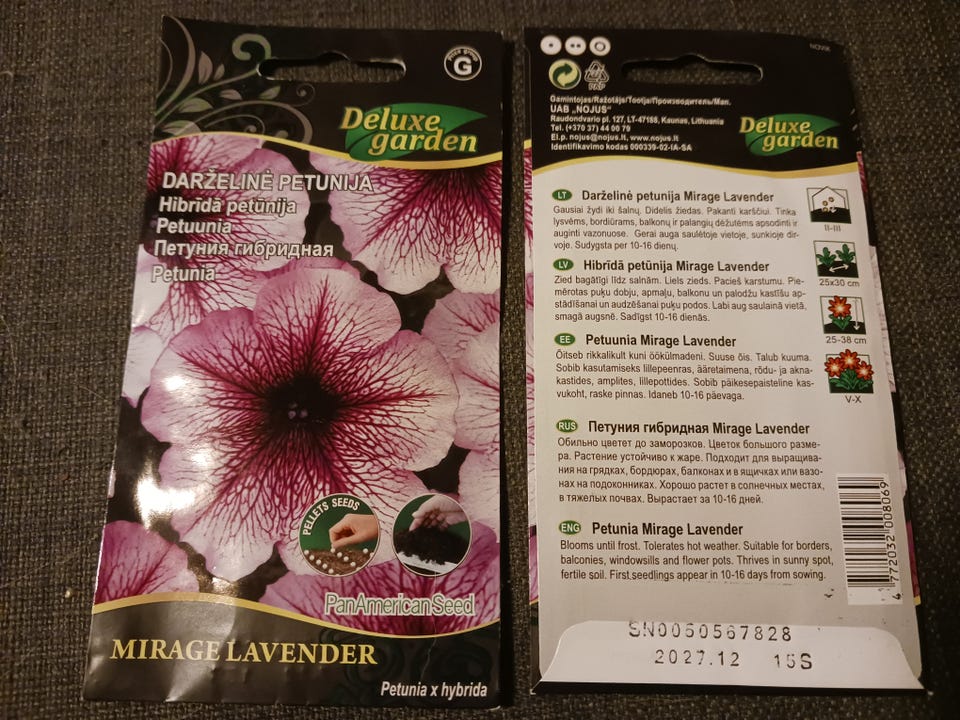 Price group
G
Deluxe
garden
DARŽELINĖ PETUNIJA
Hibrīdā petūnija
Petuunia
Петуния гибридная
Petunia
PELLETS SEEDS
PanAmerican Seed
MIRAGE LAVENDER
Petunia x hybrida
NOVIK
PAP
Gamintojas/Ražotājs/Tootja/Производитель/Man.
UAB „NOJUS"
Raudondvario pl. 127, LT-47188, Kaunas, Lithuania
Tel. (+370 37) 44 00 79
El.p. nojus@nojus.lt, www.nojus.lt
Identifikavimo kodas 000339-02-IA-SA
Deluxe
garden
LT Darželinė petunija Mirage Lavender
Gausiai žydi iki šalnų. Didelis žiedas. Pakanti karščiui. Tinka
lysvėms, bordiūrams, balkonų ir palangių dėžutėms apsodinti ir
auginti vazonuose. Gerai auga saulėtoje vietoje, sunkioje dir-
voje. Sudygsta per 10-16 dienų.
II-III
LV Hibrīdā petūnija Mirage Lavender
Zied bagātīgi līdz salnām. Liels zieds. Pacieš karstumu. Pie-
mērotas puķu dobju, apmaļu, balkonu un palodžu kastīšu ap-
stādīšanai un audzēšanai puķu podos. Labi aug saulainā vietā,
smagā augsnē. Sadīgst 10-16 dienās.
25x30 cm
EE Petuunia Mirage Lavender
Õitseb rikkalikult kuni öökülmadeni. Suuse õis. Talub kuuma.
Sobib kasutamiseks lillepeenras, ääretaimena, rõdu- ja akna-
kastides, amplites, lillepottides. Sobib päikesepaisteline kas-
vukoht, raske pinnas. Idaneb 10-16 päevaga.
25-38 cm
V-X
RUS Петуния гибридная Mirage Lavender
Обильно цветет до заморозков. Цветок большого разме-
ра. Растение устойчиво к жаре. Подходит для выращива-
ния на грядках, бордюрах, балконах и в ящичках или вазо-
нах на подоконниках. Хорошо растет в солнечных местах,
в тяжелых почвах. Вырастает за 10-16 дней.
ENG Petunia Mirage Lavender
Blooms until frost. Tolerates hot weather. Suitable for borders,
balconies, windowsills and flower pots. Thrives in sunny spot,
fertile soil. First seedlings appear in 10-16 days from sowing.
4 772032 008069
SN0050567828
2027.12 15S